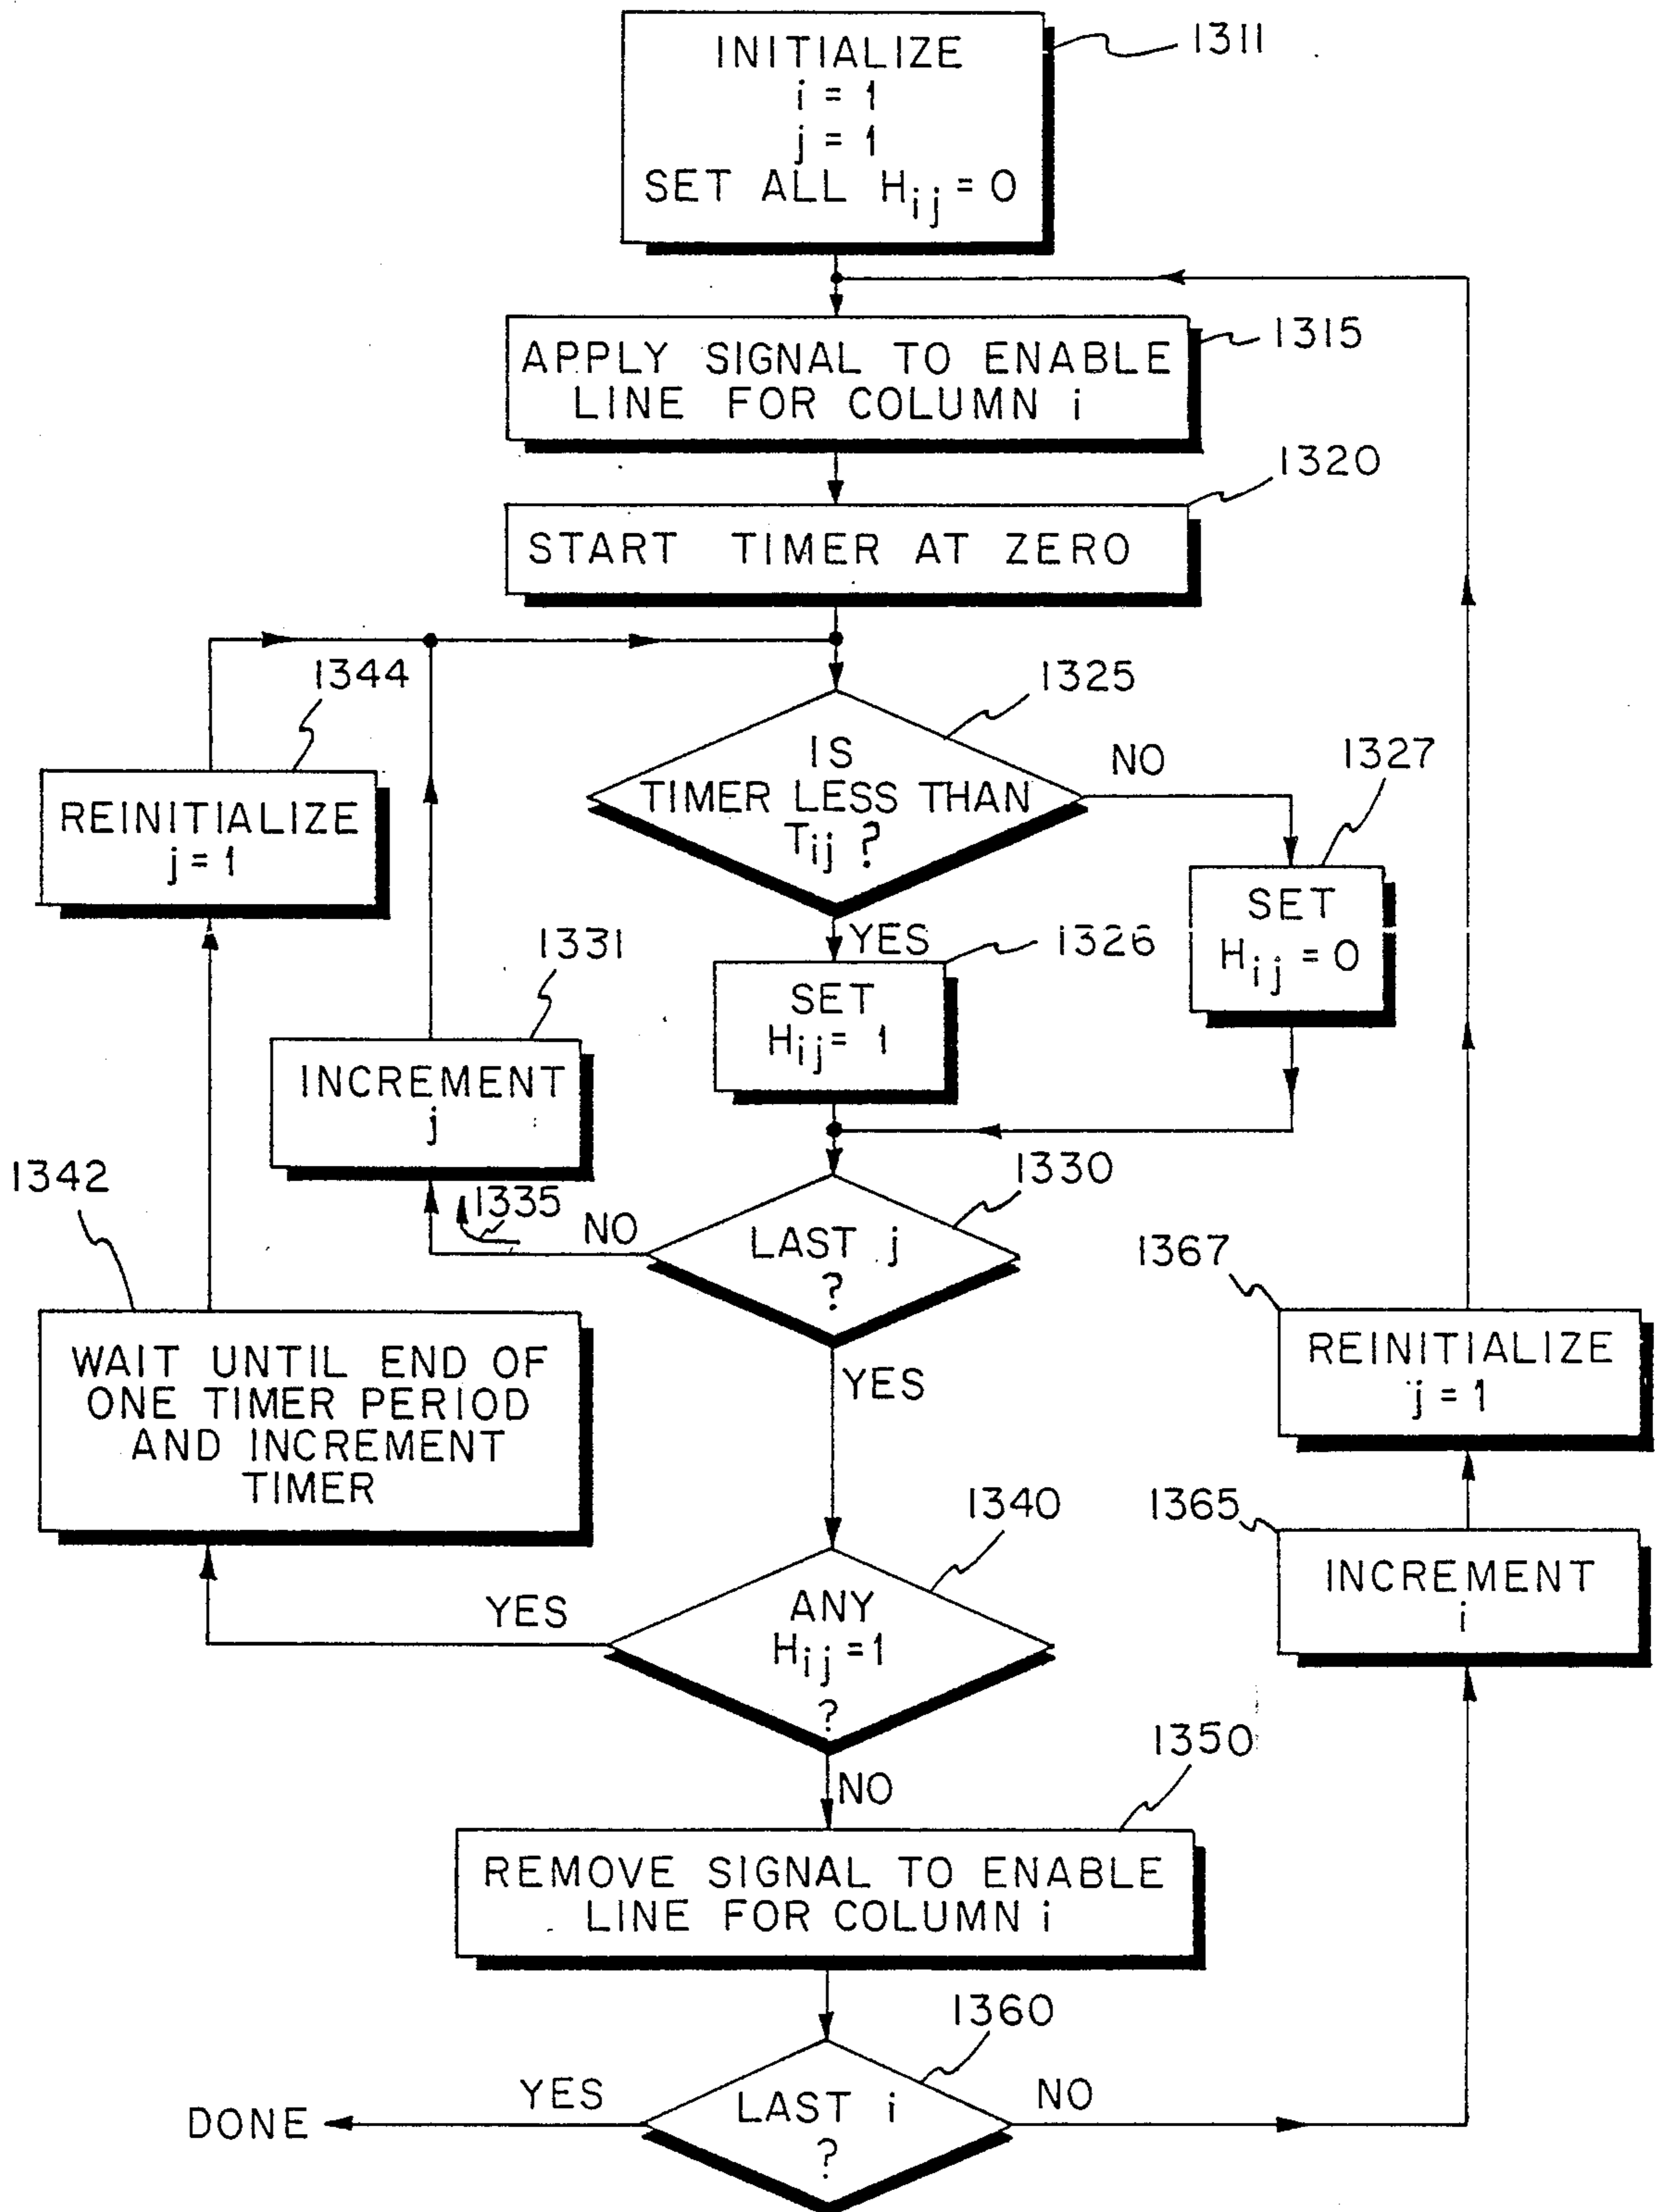 INITIALIZE
i = 1
j = 1
SET ALL Hij = 0
1311
APPLY SIGNAL TO ENABLE
LINE FOR COLUMN i
1315
START TIMER AT ZERO
1320
IS
TIMER LESS THAN
Tij ?
1325
NO
YES
SET
Hij = 0
1327
SET
Hij = 1
1326
REINITIALIZE
j = 1
1344
INCREMENT
j
1331
1335
LAST j
?
1330
NO
YES
WAIT UNTIL END OF
ONE TIMER PERIOD
AND INCREMENT
TIMER
1342
ANY
Hij = 1
?
1340
YES
NO
REINITIALIZE
j = 1
1367
INCREMENT
i
1365
REMOVE SIGNAL TO ENABLE
LINE FOR COLUMN i
1350
LAST i
?
1360
YES
NO
DONE